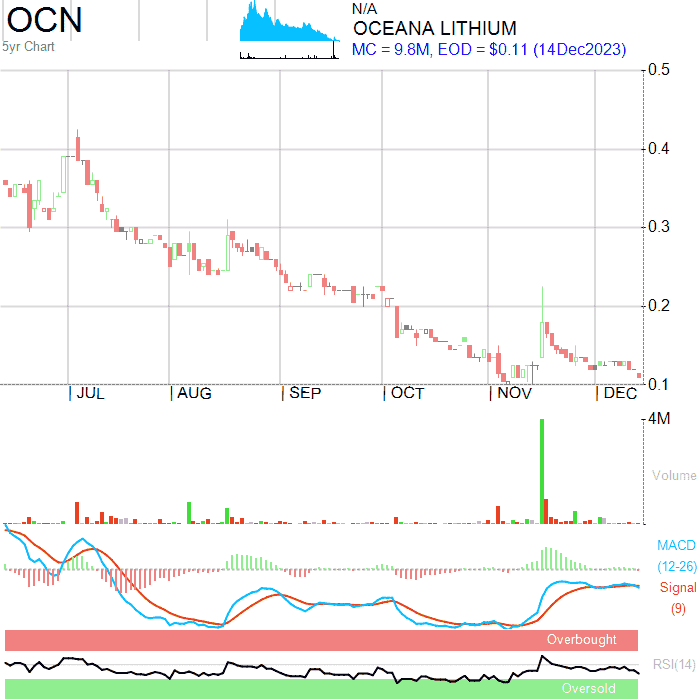 OCN
5yr Chart
N/A
OCEANA LITHIUM
MC = 9.8M, EOD = $0.11 (14Dec2023)
0.5
0.4
0.3
0.2
0.1
JUL
AUG
SEP
OCT
NOV
DEC
4M
Volume
MACD
(12-26)
Signal
(9)
Overbought
RSI(14)
Oversold